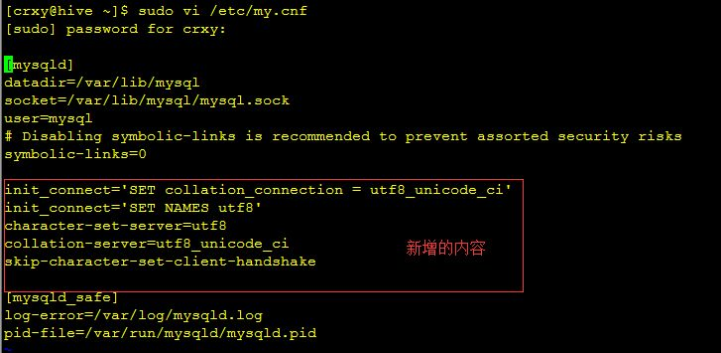 [crxy@hive ~]$ sudo vi /etc/my.cnf
[sudo] password for crxy:
[mysqld]
datadir=/var/lib/mysql
socket=/var/lib/mysql/mysql.sock
user=mysql
# Disabling symbolic-links is recommended to prevent assorted security risks
symbolic-links=0
init_connect='SET collation_connection = utf8_unicode_ci'
init_connect='SET NAMES utf8'
character-set-server=utf8
collation-server=utf8_unicode_ci
skip-character-set-client-handshake
新增的内容
[mysqld_safe]
log-error=/var/log/mysqld.log
pid-file=/var/run/mysqld/mysqld.pid
~